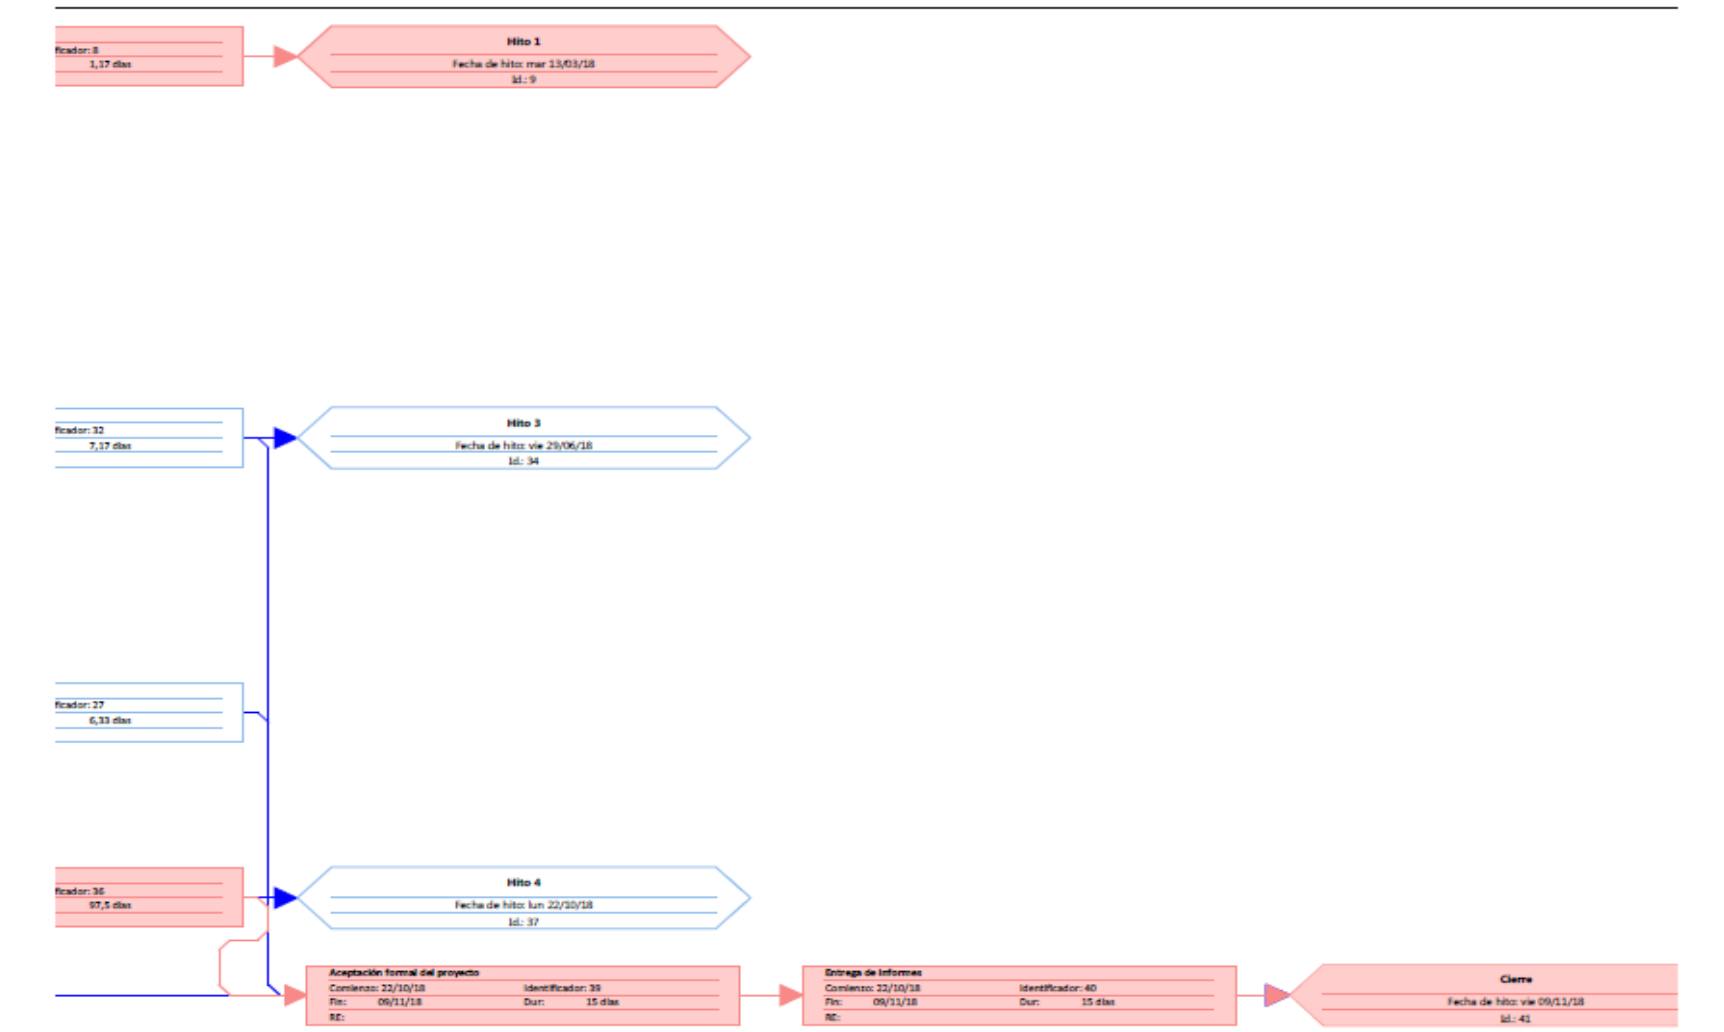 ficador: 8
1,17 días
Hito 1
Fecha de hito: mar 13/03/18
Id.: 9
ficador: 32
7,17 días
Hito 3
Fecha de hito: vie 29/06/18
Id.: 34
ficador: 27
6,33 días
ficador: 36
97,5 días
Hito 4
Fecha de hito: lun 22/10/18
Id.: 37
Aceptación formal del proyecto
Comienzo: 22/10/18 Identificador: 39
Fin: 09/11/18 Dur: 15 días
RE:
Entrega de Informes
Comienzo: 22/10/18 Identificador: 40
Fin: 09/11/18 Dur: 15 días
RE:
Cierre
Fecha de hito: vie 09/11/18
Id.: 41